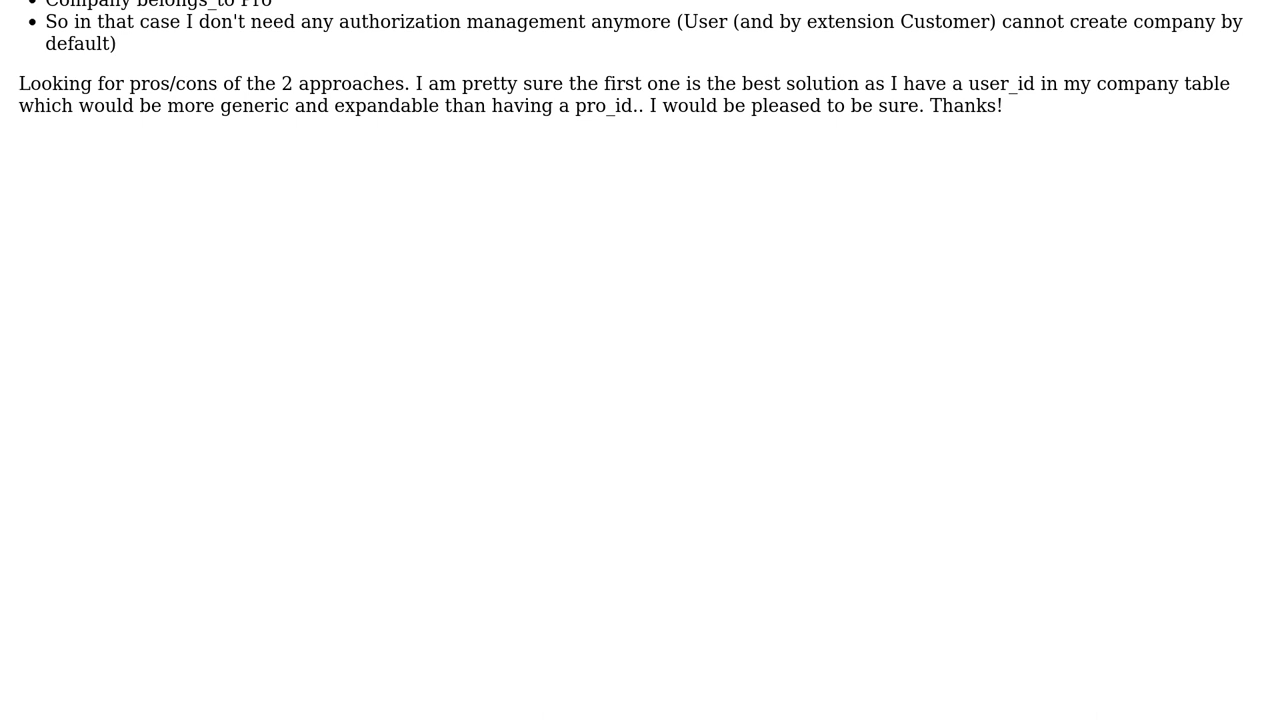 Company belongs_to Pro
So in that case I don't need any authorization management anymore (User (and by extension Customer) cannot create company by
default)
Looking for pros/cons of the 2 approaches. I am pretty sure the first one is the best solution as I have a user_id in my company table
which would be more generic and expandable than having a pro_id.. I would be pleased to be sure. Thanks!